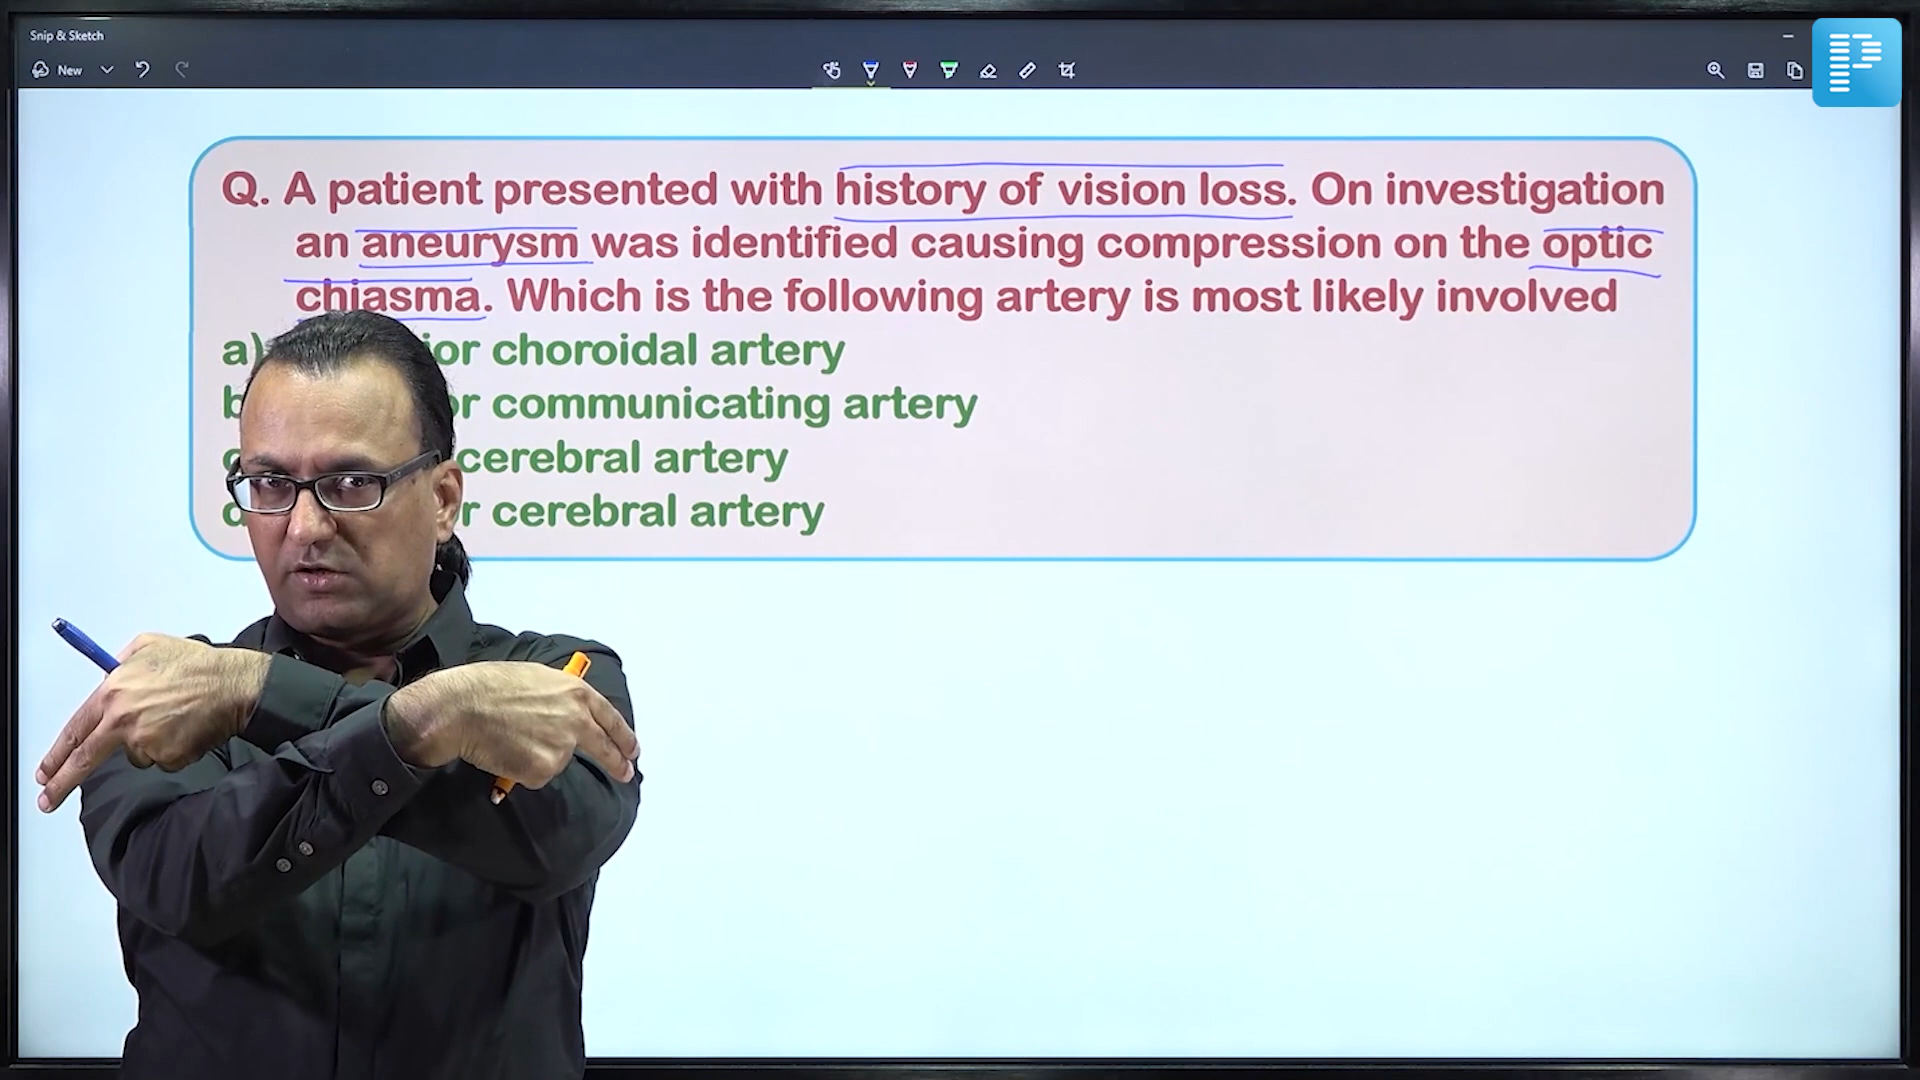 Snip & Sketch
New
Q. A patient presented with history of vision loss. On investigation
an aneurysm was identified causing compression on the optic
chiasma. Which is the following artery is most likely involved
a) choroidal artery
communicating artery
cerebral artery
cerebral artery